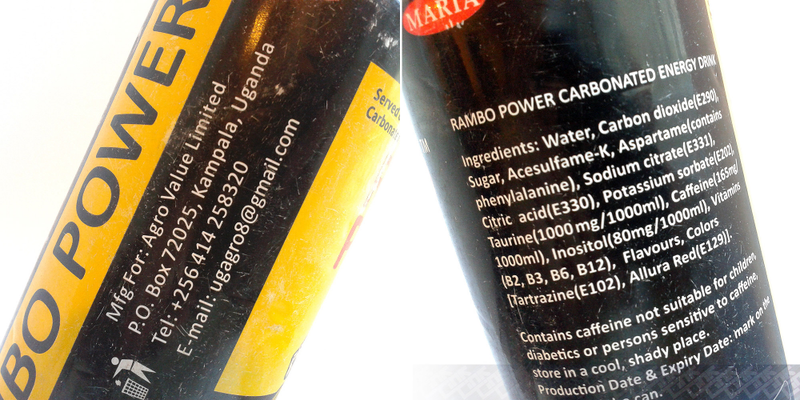 BO POWER
Mfg For: Agro Value Limited
P.O. Box 72025, Kampala, Uganda
Tel: +256 414 258320
E-mail: ugagro8@gmail.com
Served
Carbona
MARIA
RAMBO POWER CARBONATED ENERGY DRINK
Ingredients: Water, Carbon dioxide(E290),
Sugar, Acesulfame-K, Aspartame(contains
phenylalanine), Sodium citrate(E331),
Citric acid(E330), Potassium sorbate(E202),
Taurine(1000mg/1000ml), Caffeine(165mg/
1000ml), Inositol(80mg/1000ml), Vitamins
(B2, B3, B6, B12), Flavours, Colors
[Tartrazine(E102), Allura Red(E129)].
Contains caffeine not suitable for children,
diabetics or persons sensitive to caffeine,
store in a cool, shady place.
Production Date & Expiry Date: mark on the
can.